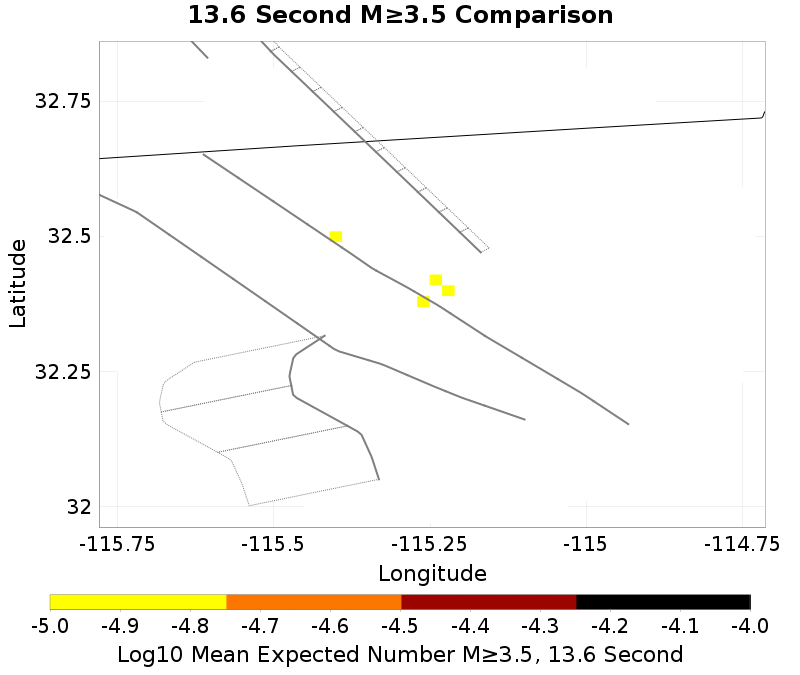 13.6 Second M≥3.5 Comparison
32.75
32.5
32.25
32
Latitude
-115.75 -115.5 -115.25 -115 -114.75
Longitude
-5.0 -4.9 -4.8 -4.7 -4.6 -4.5 -4.4 -4.3 -4.2 -4.1 -4.0
Log10 Mean Expected Number M≥3.5, 13.6 Second